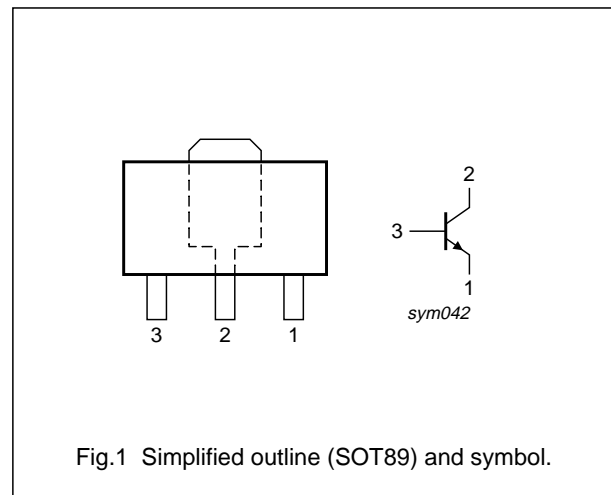 2
3
1
sym042
3 2 1
Fig.1 Simplified outline (SOT89) and symbol.